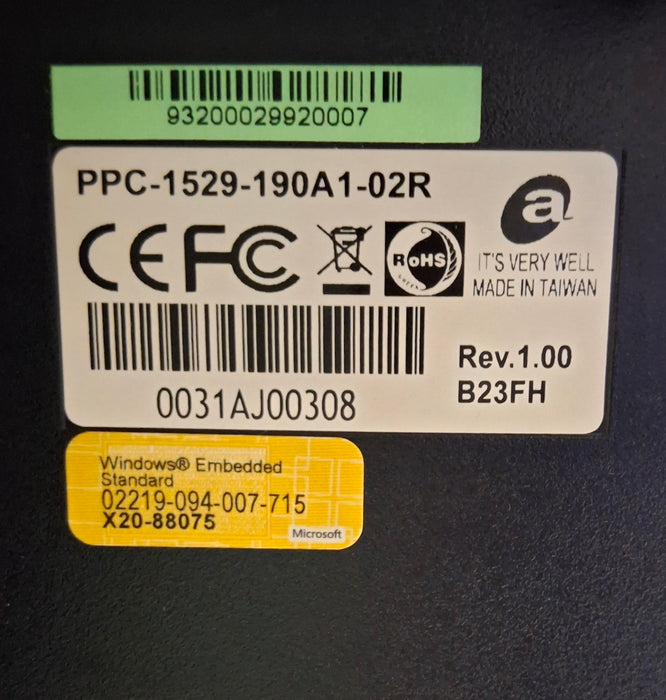 93200029920007
PPC-1529-190A1-02R
a
CE FC
RoHS
GREEN
IT'S VERY WELL
MADE IN TAIWAN
0031AJ00308
Rev.1.00
B23FH
Windows® Embedded
Standard
02219-094-007-715
X20-88075
Microsoft